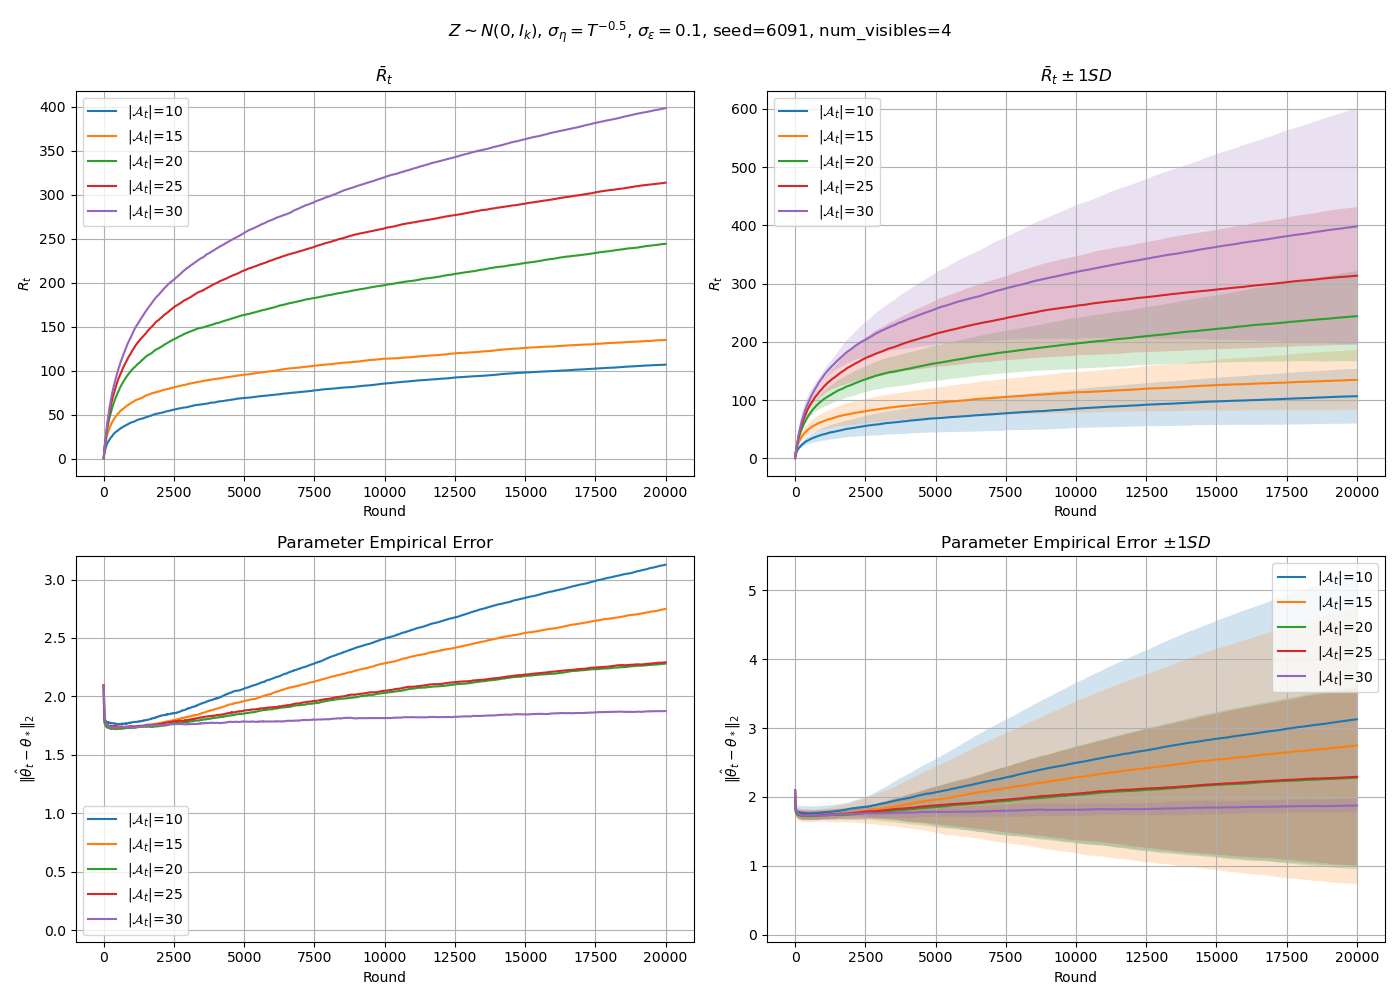 Z ∼ N(0, I_k), σ_η = T^{−0.5}, σ_ε = 0.1, seed=6091, num_visibles=4
R̄_t
|𝒜_t|=10
|𝒜_t|=15
|𝒜_t|=20
|𝒜_t|=25
|𝒜_t|=30
R_t
400
350
300
250
200
150
100
50
0
0 2500 5000 7500 10000 12500 15000 17500 20000
Round
R̄_t ± 1SD
|𝒜_t|=10
|𝒜_t|=15
|𝒜_t|=20
|𝒜_t|=25
|𝒜_t|=30
R_t
600
500
400
300
200
100
0
0 2500 5000 7500 10000 12500 15000 17500 20000
Round
Parameter Empirical Error
‖θ̂_t − θ_*‖_2
3.0
2.5
2.0
1.5
1.0
0.5
0.0
|𝒜_t|=10
|𝒜_t|=15
|𝒜_t|=20
|𝒜_t|=25
|𝒜_t|=30
0 2500 5000 7500 10000 12500 15000 17500 20000
Round
Parameter Empirical Error ±1SD
|𝒜_t|=10
|𝒜_t|=15
|𝒜_t|=20
|𝒜_t|=25
|𝒜_t|=30
‖θ̂_t − θ_*‖_2
5
4
3
2
1
0
0 2500 5000 7500 10000 12500 15000 17500 20000
Round